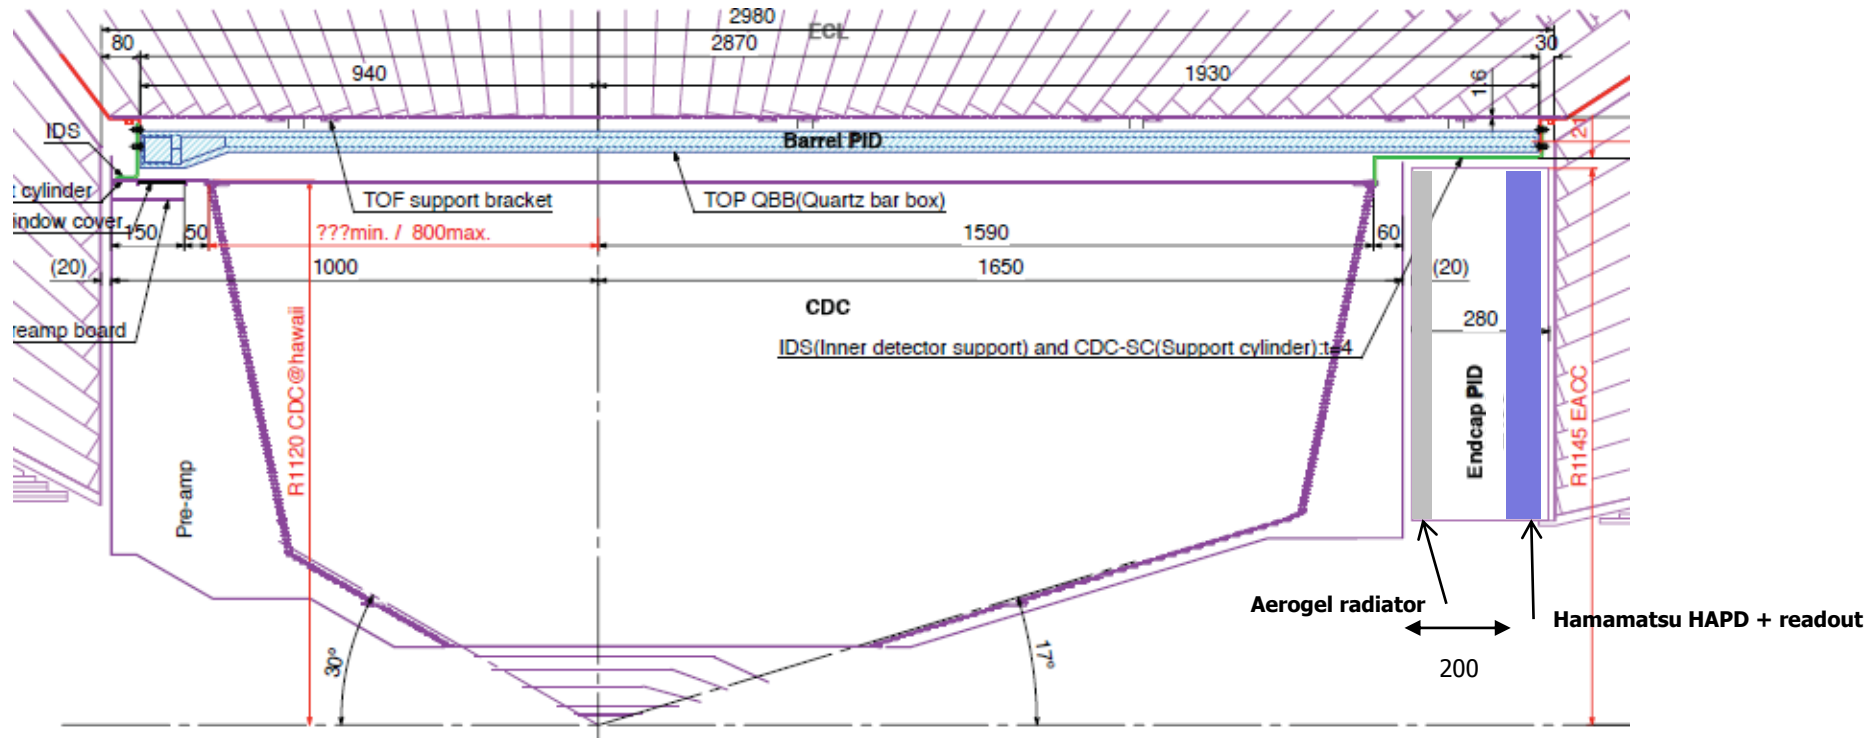 2980
ECL
80
2870
30
940
1930
1.6
IDS
Barrel PID
21
t cylinder
TOF support bracket
TOP QBB(Quartz bar box)
indow cover
150
50
???min. / 800max.
1590
60
(20)
1000
1650
(20)
CDC
reamp board
280
IDS(Inner detector support) and CDC-SC(Support cylinder):t=4
R1120 CDC@hawaii
Endcap PID
R1145 EACC
Pre-amp
Aerogel radiator
Hamamatsu HAPD + readout
30°
17°
200